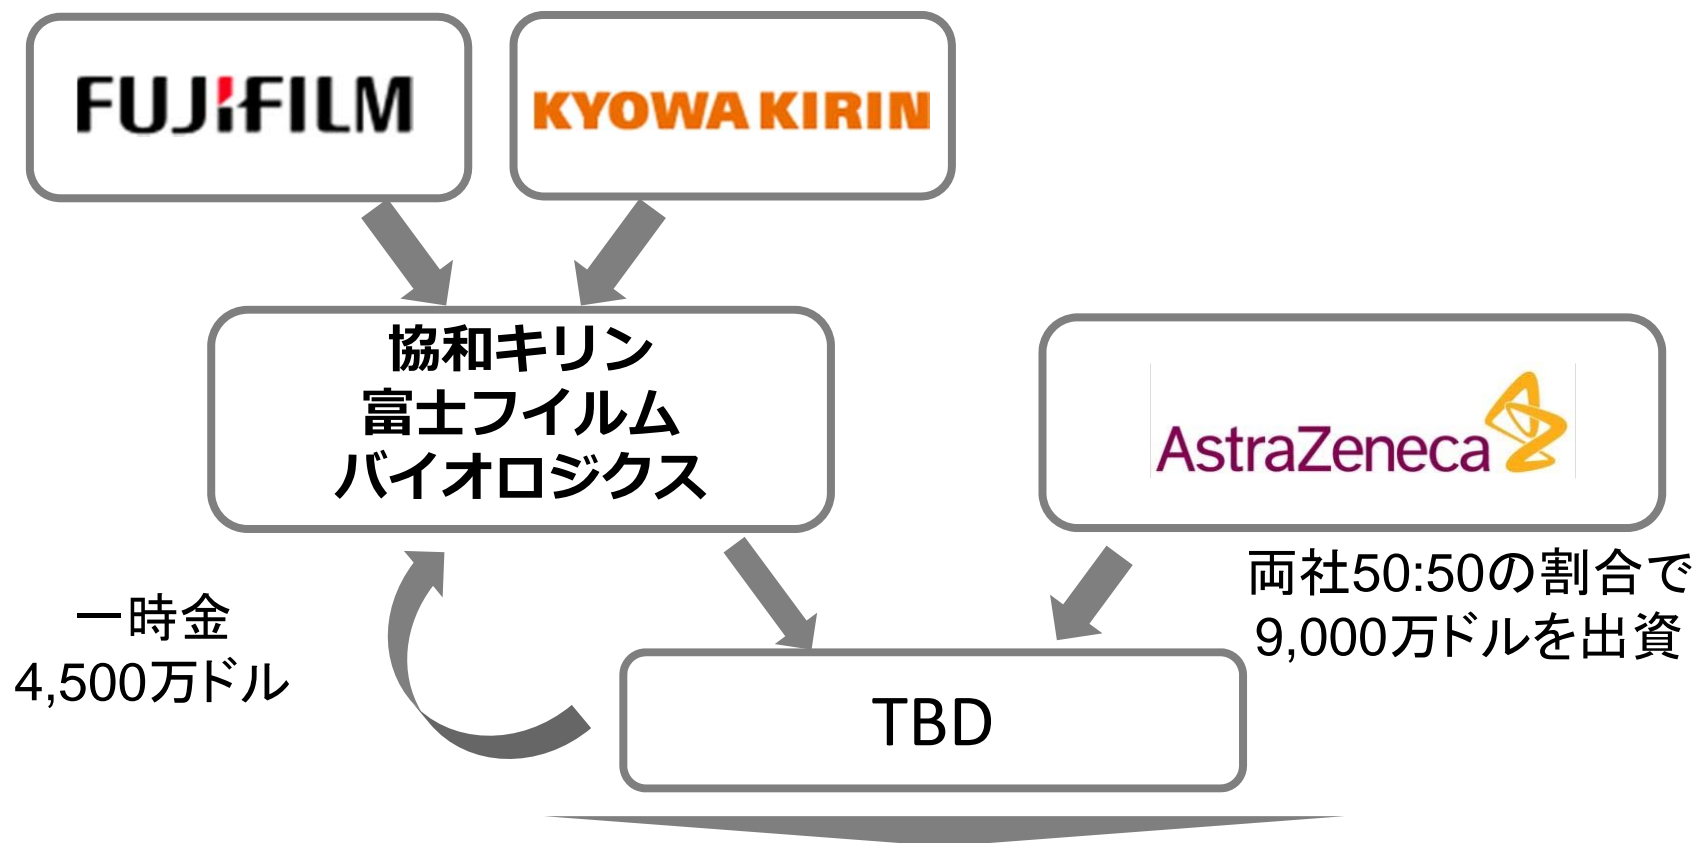 FUJIFILM
KYOWA KIRIN
協和キリン
富士フイルム
バイオロジクス
AstraZeneca
両社50:50の割合で
9,000万ドルを出資
一時金
4,500万ドル
TBD